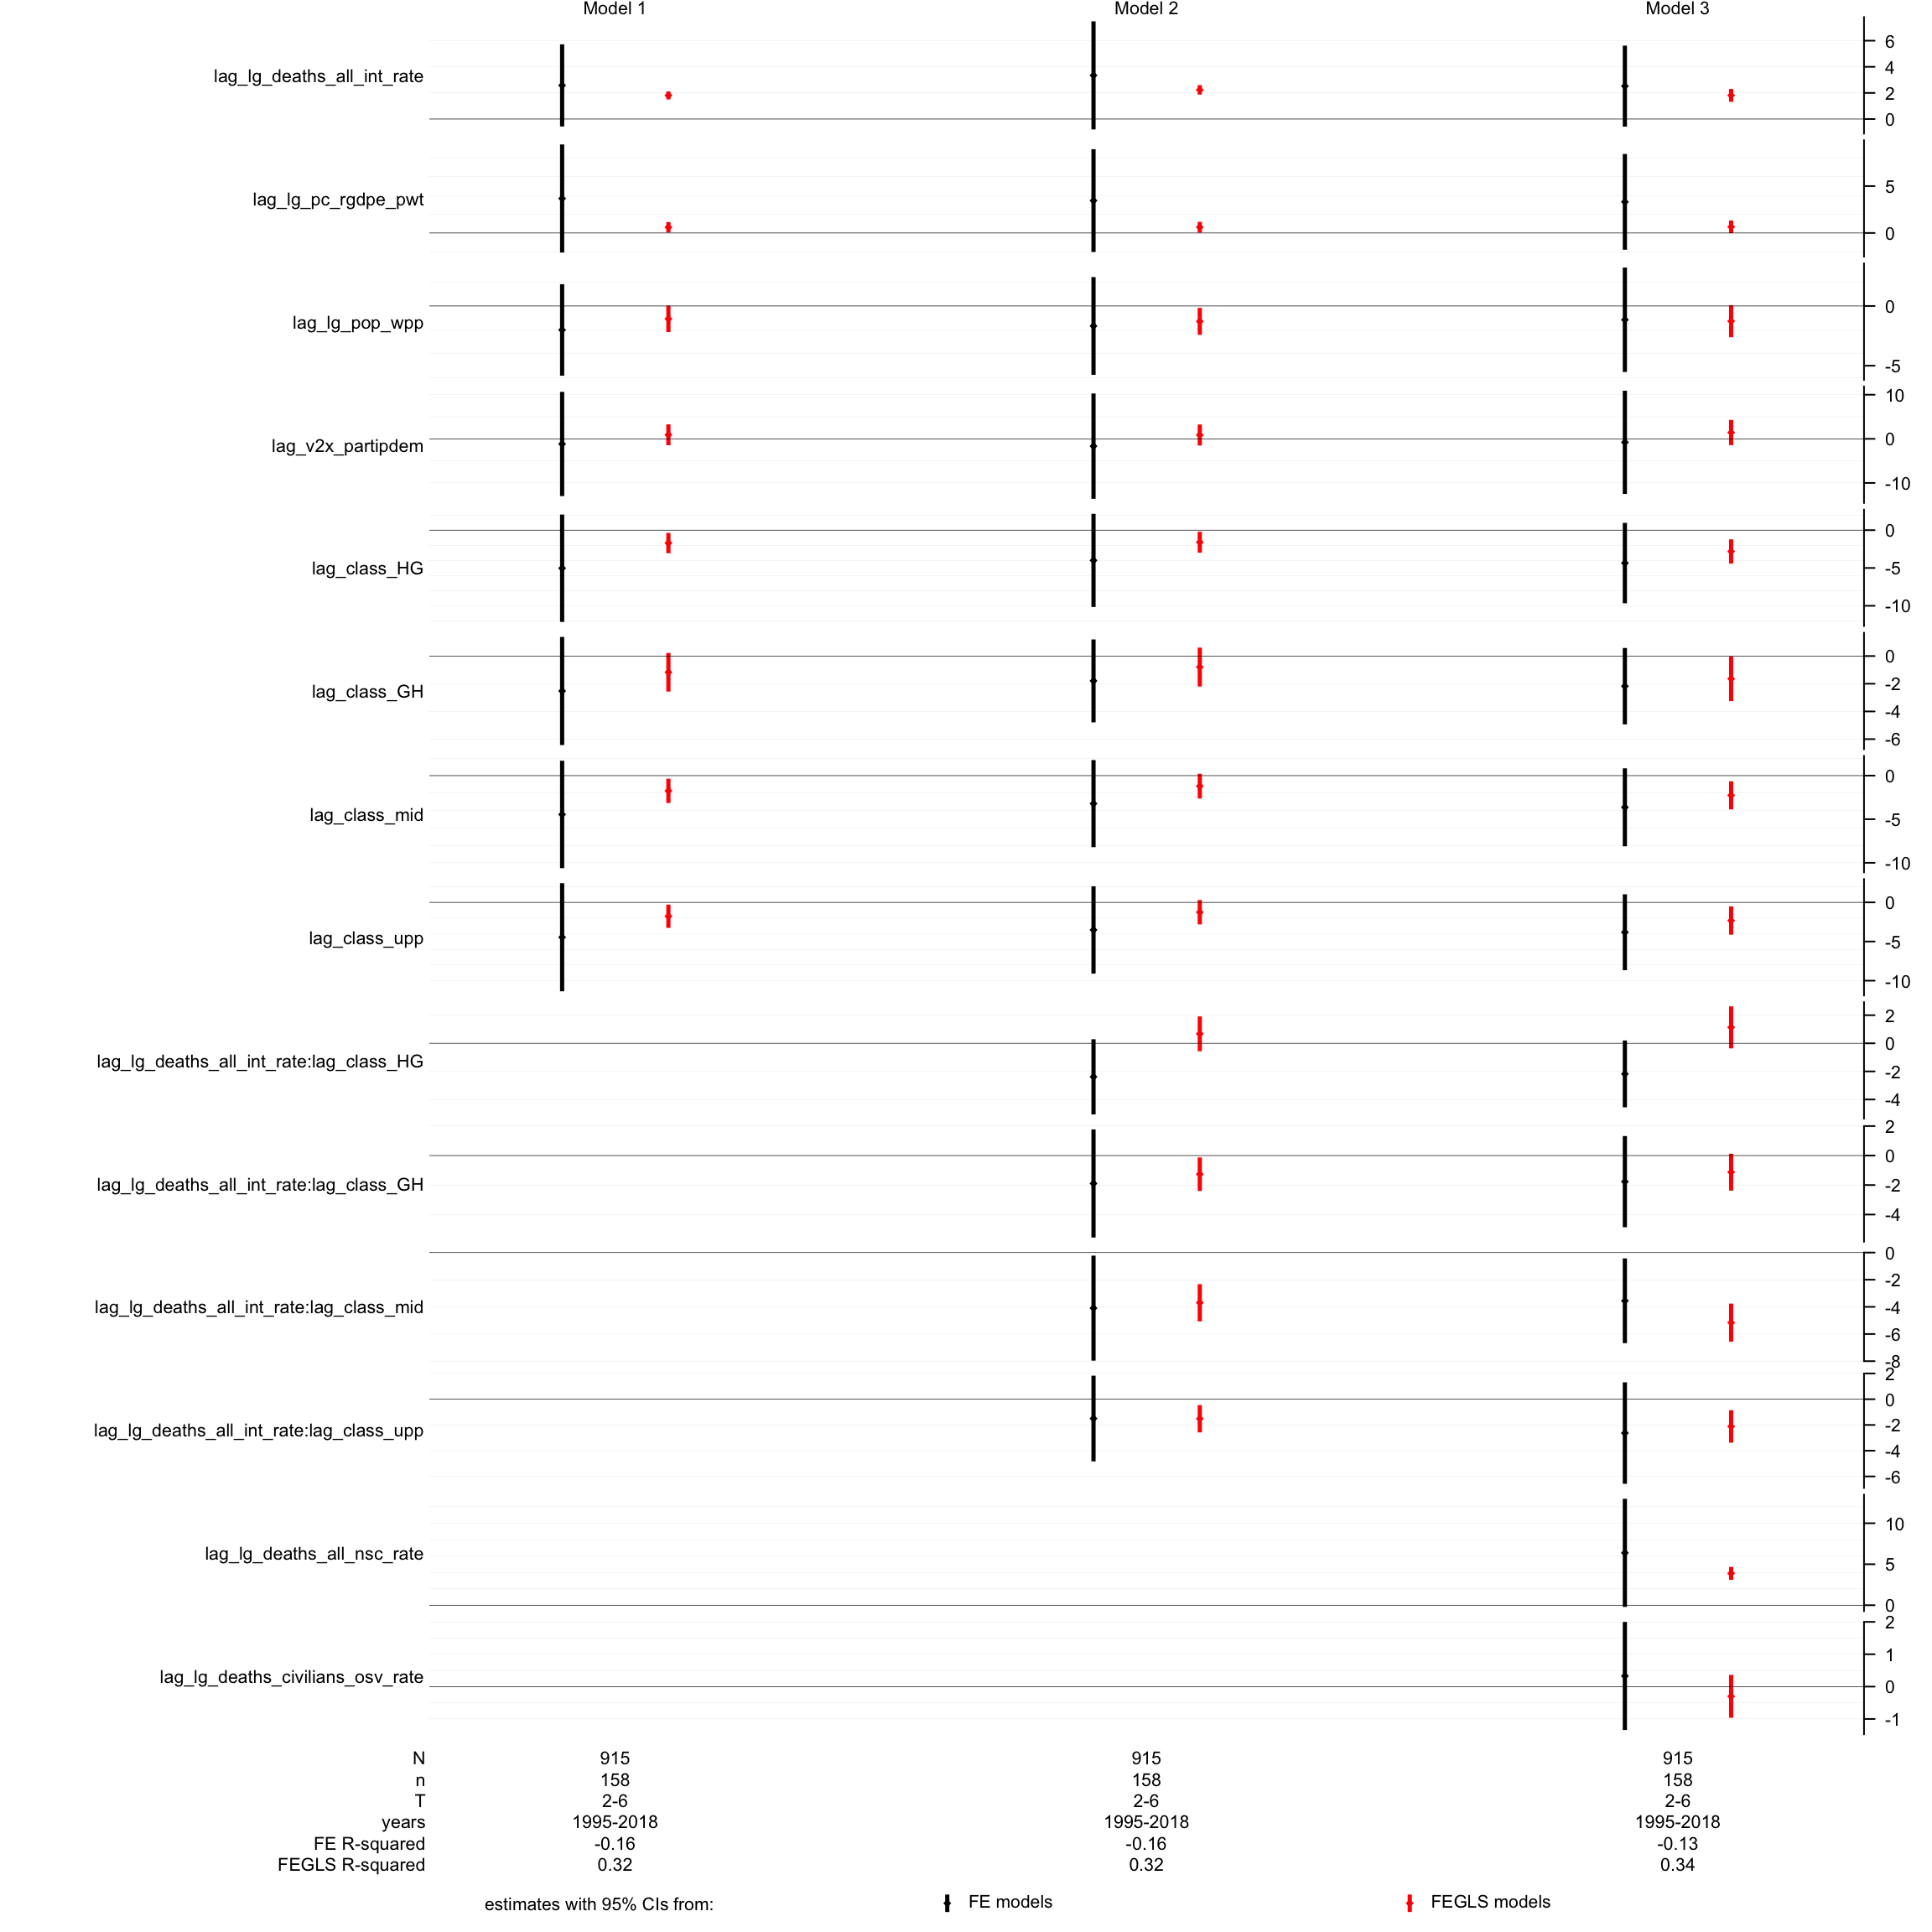 Model 1 Model 2 Model 3
lag_lg_deaths_all_int_rate
6
4
2
0
lag_lg_pc_rgdpe_pwt
5
0
lag_lg_pop_wpp
0
-5
lag_v2x_partipdem
10
0
-10
lag_class_HG
0
-5
-10
lag_class_GH
0
-2
-4
-6
lag_class_mid
0
-5
-10
lag_class_upp
0
-5
-10
lag_lg_deaths_all_int_rate:lag_class_HG
2
0
-2
-4
lag_lg_deaths_all_int_rate:lag_class_GH
2
0
-2
-4
lag_lg_deaths_all_int_rate:lag_class_mid
0
-2
-4
-6
-8
lag_lg_deaths_all_int_rate:lag_class_upp
2
0
-2
-4
-6
lag_lg_deaths_all_nsc_rate
10
5
0
lag_lg_deaths_civilians_osv_rate
2
1
0
-1
N 915 915 915
n 158 158 158
T 2-6 2-6 2-6
years 1995-2018 1995-2018 1995-2018
FE R-squared -0.16 -0.16 -0.13
FEGLS R-squared 0.32 0.32 0.34
estimates with 95% CIs from: FE models FEGLS models